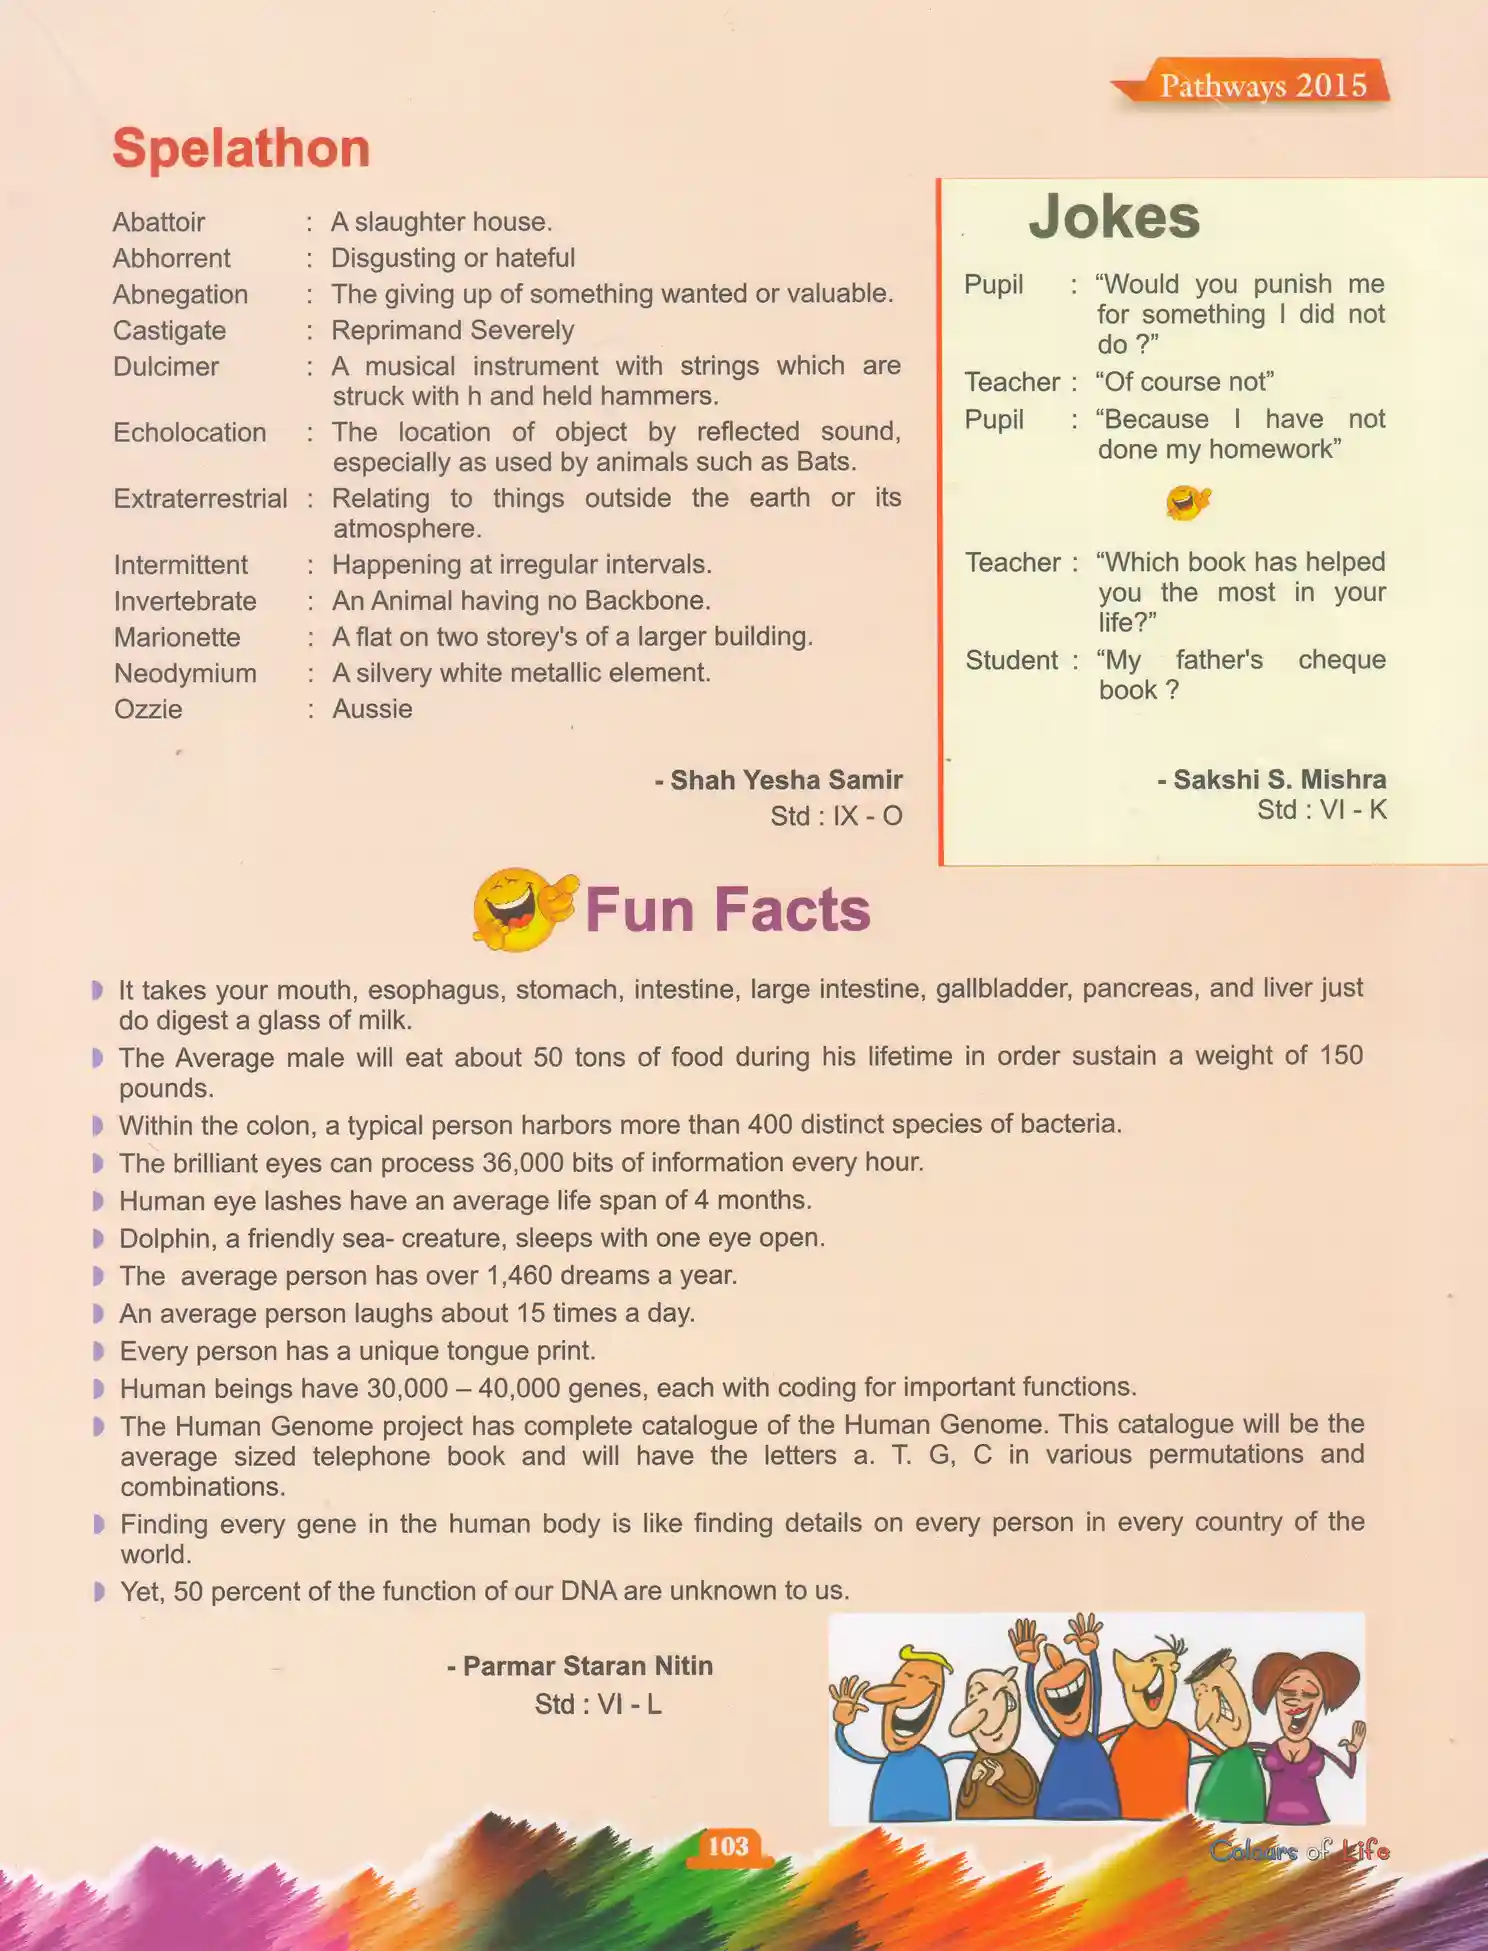 Pathways 2015
Spelathon
Abattoir : A slaughter house.
Abhorrent : Disgusting or hateful
Abnegation : The giving up of something wanted or valuable.
Castigate : Reprimand Severely
Dulcimer : A musical instrument with strings which are
struck with h and held hammers.
Echolocation : The location of object by reflected sound,
especially as used by animals such as Bats.
Extraterrestrial : Relating to things outside the earth or its
atmosphere.
Intermittent : Happening at irregular intervals.
Invertebrate : An Animal having no Backbone.
Marionette : A flat on two storey's of a larger building.
Neodymium : A silvery white metallic element.
Ozzie : Aussie
- Shah Yesha Samir
Std : IX - O
Jokes
Pupil : “Would you punish me
for something I did not
do ?”
Teacher : “Of course not”
Pupil : “Because I have not
done my homework”
Teacher : “Which book has helped
you the most in your
life?”
Student : “My father's cheque
book ?
- Sakshi S. Mishra
Std : VI - K
Fun Facts
It takes your mouth, esophagus, stomach, intestine, large intestine, gallbladder, pancreas, and liver just
do digest a glass of milk.
The Average male will eat about 50 tons of food during his lifetime in order sustain a weight of 150
pounds.
Within the colon, a typical person harbors more than 400 distinct species of bacteria.
The brilliant eyes can process 36,000 bits of information every hour.
Human eye lashes have an average life span of 4 months.
Dolphin, a friendly sea- creature, sleeps with one eye open.
The average person has over 1,460 dreams a year.
An average person laughs about 15 times a day.
Every person has a unique tongue print.
Human beings have 30,000 – 40,000 genes, each with coding for important functions.
The Human Genome project has complete catalogue of the Human Genome. This catalogue will be the
average sized telephone book and will have the letters a. T. G, C in various permutations and
combinations.
Finding every gene in the human body is like finding details on every person in every country of the
world.
Yet, 50 percent of the function of our DNA are unknown to us.
- Parmar Staran Nitin
Std : VI - L
103
Colours of Life